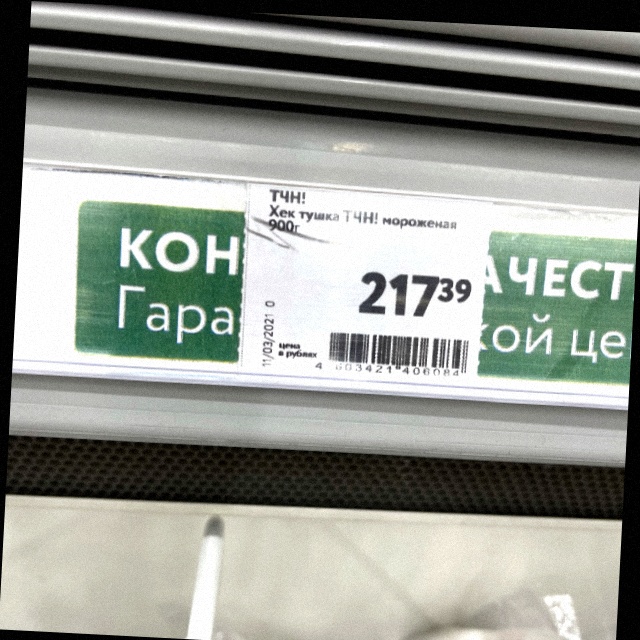 ТЧН!
Хек тушка ТЧН! мороженая
900г
217 39
11/03/2021 0
цена
в рублях
4 603421 406084
КОН
Гара
АЧЕСТ
кой це